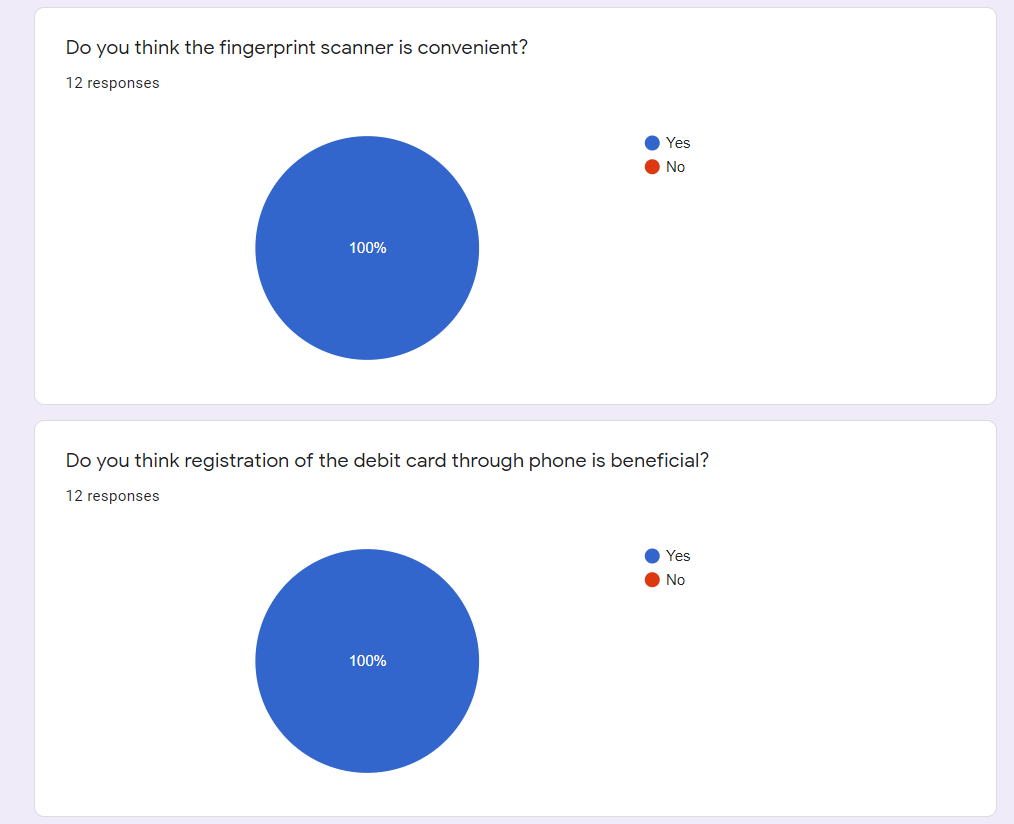 Do you think the fingerprint scanner is convenient?
12 responses
Yes
No
100%
Do you think registration of the debit card through phone is beneficial?
12 responses
Yes
No
100%